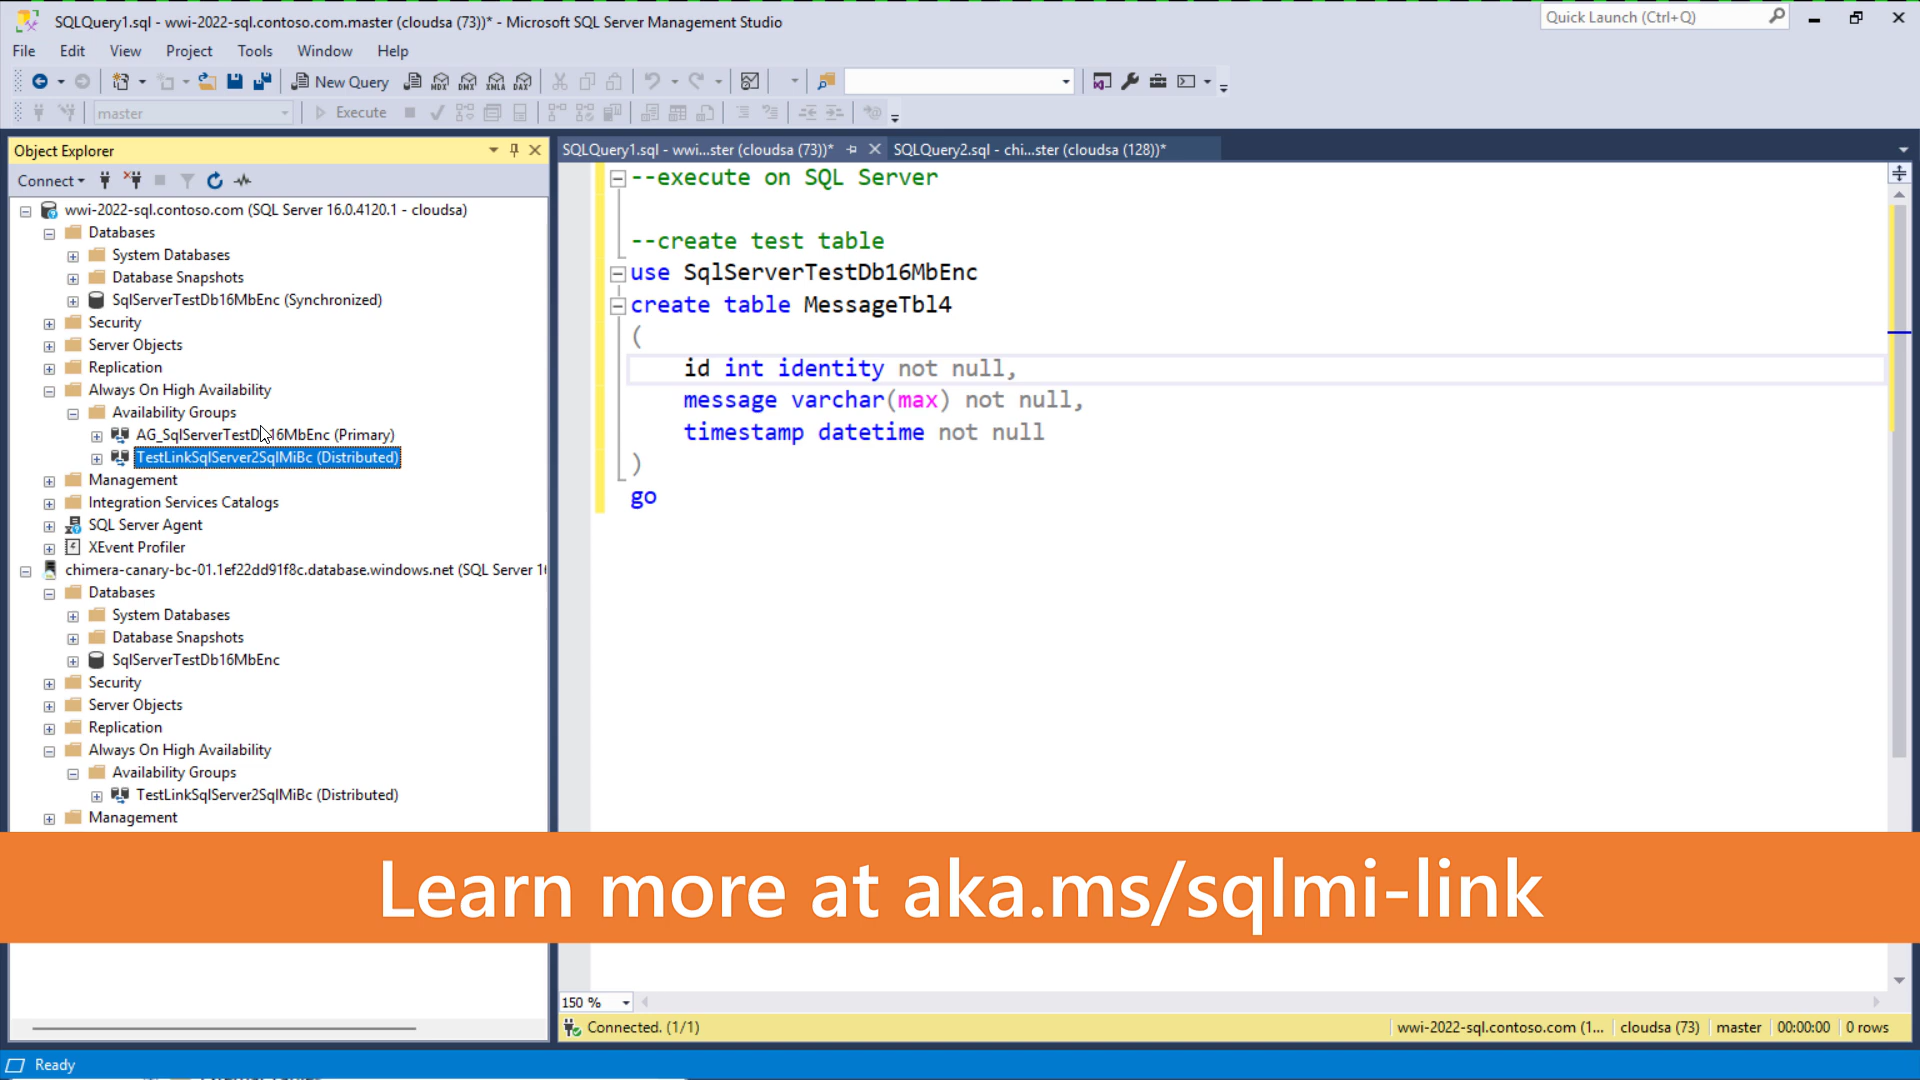 SQLQuery1.sql - wwi-2022-sql.contoso.com.master (cloudsa (73))* - Microsoft SQL Server Management Studio
Quick Launch (Ctrl+Q)
File Edit View Project Tools Window Help
New Query
MDX DMX XMLA DAX
master
Execute
Object Explorer
SQLQuery1.sql - wwi...ster (cloudsa (73))*
SQLQuery2.sql - chi...ster (cloudsa (128))*
Connect
wwi-2022-sql.contoso.com (SQL Server 16.0.4120.1 - cloudsa)
Databases
System Databases
Database Snapshots
SqlServerTestDb16MbEnc (Synchronized)
Security
Server Objects
Replication
Always On High Availability
Availability Groups
AG_SqlServerTestDb16MbEnc (Primary)
TestLinkSqlServer2SqlMiBc (Distributed)
Management
Integration Services Catalogs
SQL Server Agent
XEvent Profiler
chimera-canary-bc-01.1ef22dd91f8c.database.windows.net (SQL Server 1
Databases
System Databases
Database Snapshots
SqlServerTestDb16MbEnc
Security
Server Objects
Replication
Always On High Availability
Availability Groups
TestLinkSqlServer2SqlMiBc (Distributed)
Management
--execute on SQL Server
--create test table
use SqlServerTestDb16MbEnc
create table MessageTbl4
(
id int identity not null,
message varchar(max) not null,
timestamp datetime not null
)
go
Learn more at aka.ms/sqlmi-link
150 %
Connected. (1/1)
wwi-2022-sql.contoso.com (1... cloudsa (73) master 00:00:00 0 rows
Ready